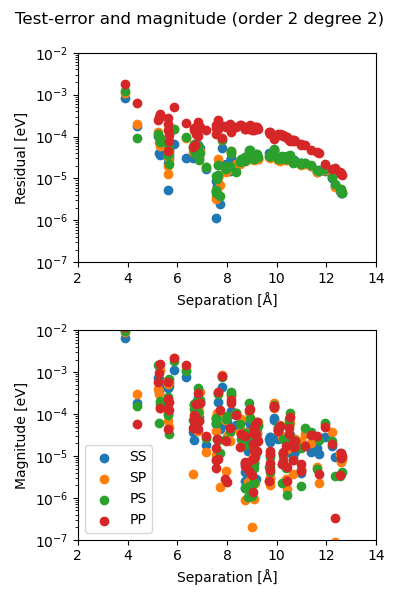 Test-error and magnitude (order 2 degree 2)
10⁻²
10⁻³
10⁻⁴
10⁻⁵
10⁻⁶
10⁻⁷
Residual [eV]
2 4 6 8 10 12 14
Separation [Å]
10⁻²
10⁻³
10⁻⁴
10⁻⁵
10⁻⁶
10⁻⁷
Magnitude [eV]
SS
SP
PS
PP
2 4 6 8 10 12 14
Separation [Å]